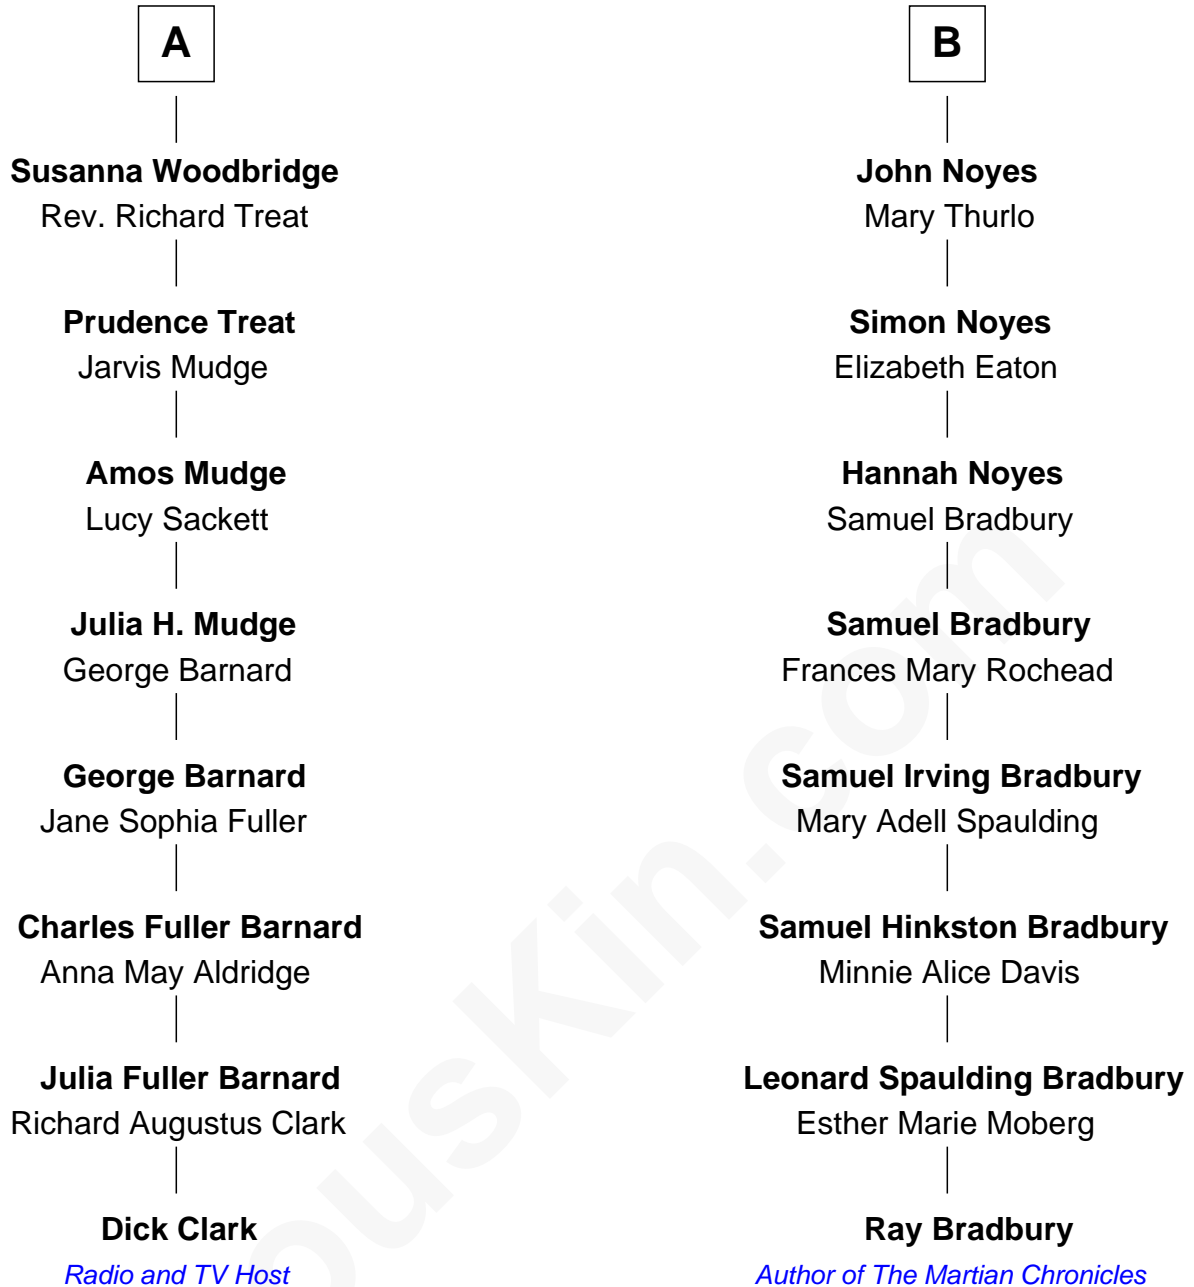 A
Susanna Woodbridge
Rev. Richard Treat
Prudence Treat
Jarvis Mudge
Amos Mudge
Lucy Sackett
Julia H. Mudge
George Barnard
George Barnard
Jane Sophia Fuller
Charles Fuller Barnard
Anna May Aldridge
Julia Fuller Barnard
Richard Augustus Clark
Dick Clark
Radio and TV Host
B
John Noyes
Mary Thurlo
Simon Noyes
Elizabeth Eaton
Hannah Noyes
Samuel Bradbury
Samuel Bradbury
Frances Mary Rochead
Samuel Irving Bradbury
Mary Adell Spaulding
Samuel Hinkston Bradbury
Minnie Alice Davis
Leonard Spaulding Bradbury
Esther Marie Moberg
Ray Bradbury
Author of The Martian Chronicles
ousKin.com